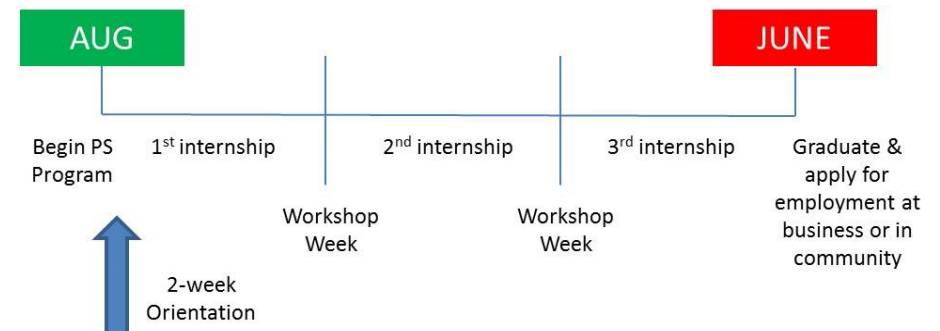 AUG
JUNE
Begin PS
Program
1st internship
2nd internship
3rd internship
Graduate &
apply for
employment at
business or in
community
Workshop
Week
Workshop
Week
2-week
Orientation